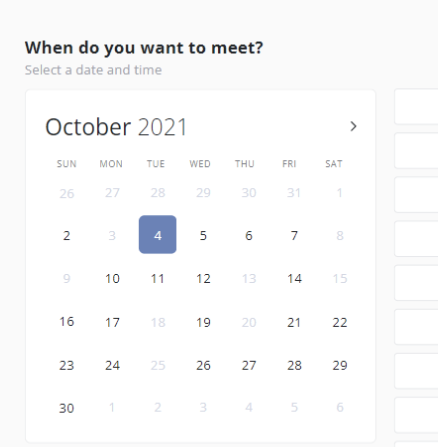 When do you want to meet?
Select a date and time
October 2021
SUN MON TUE WED THU FRI SAT
26 27 28 29 30 31 1
2 3 4 5 6 7 8
9 10 11 12 13 14 15
16 17 18 19 20 21 22
23 24 25 26 27 28 29
30 1 2 3 4 5 6